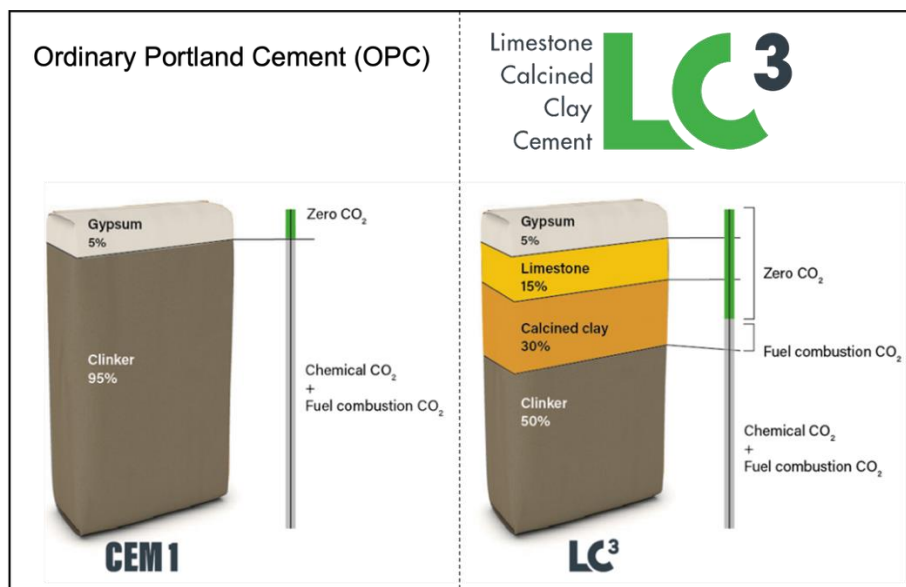 Ordinary Portland Cement (OPC)
Limestone
Calcined
Clay
Cement
LC³
Gypsum
5%
Clinker
95%
Zero CO₂
Chemical CO₂
+
Fuel combustion CO₂
CEM 1
Gypsum
5%
Limestone
15%
Calcined clay
30%
Clinker
50%
Zero CO₂
Fuel combustion CO₂
Chemical CO₂
+
Fuel combustion CO₂
LC³